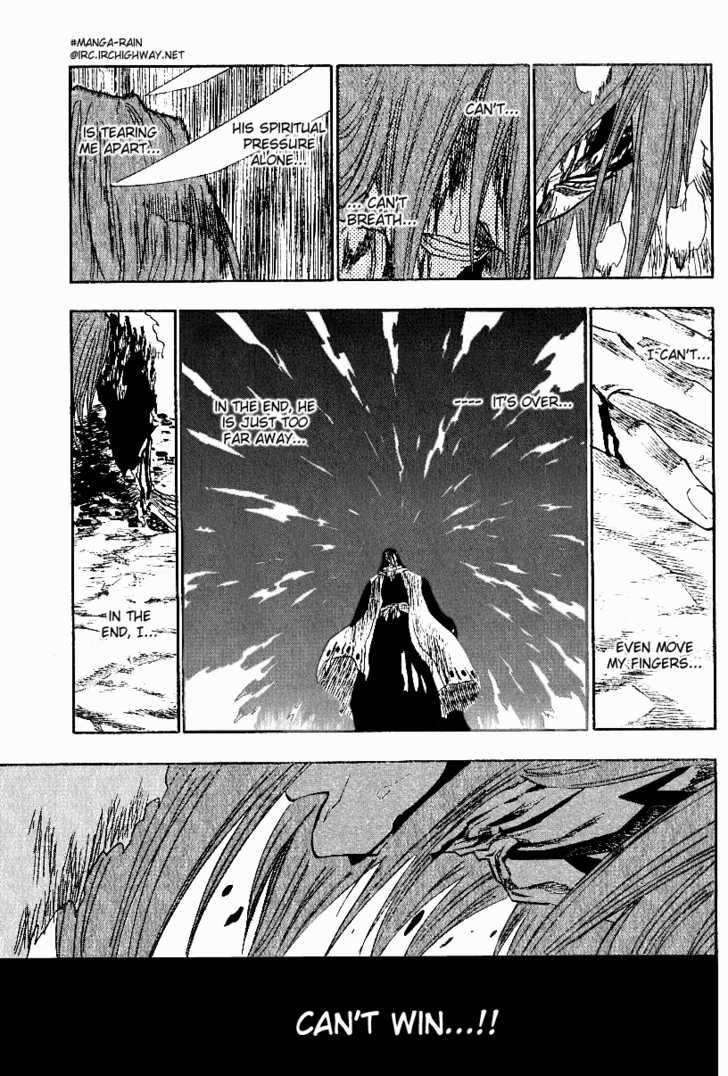 #MANGA-RAIN
@IRC.IRCHIGHWAY.NET
CAN'T...
... CAN'T
BREATH...
HIS SPIRITUAL
PRESSURE
ALONE...
IS TEARING
ME APART...
I CAN'T...
EVEN MOVE
MY FINGERS...
---- IT'S OVER...
IN THE END, HE
IS JUST TOO
FAR AWAY...
IN THE
END, I...
CAN'T WIN...!!